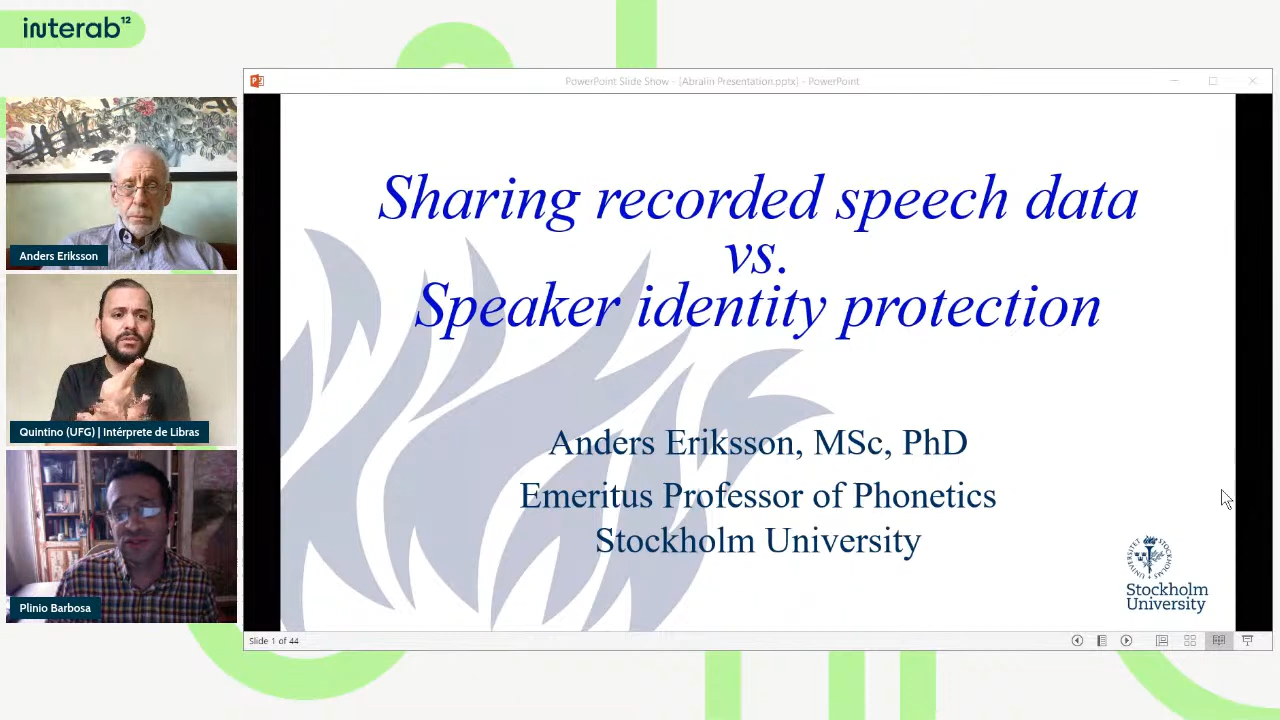 interab12
PowerPoint Slide Show - [Abralin Presentation.pptx] - PowerPoint
Anders Eriksson
Quintino (UFG) | Intérprete de Libras
Plinio Barbosa
Sharing recorded speech data
vs.
Speaker identity protection
Anders Eriksson, MSc, PhD
Emeritus Professor of Phonetics
Stockholm University
Stockholm
University
Slide 1 of 44